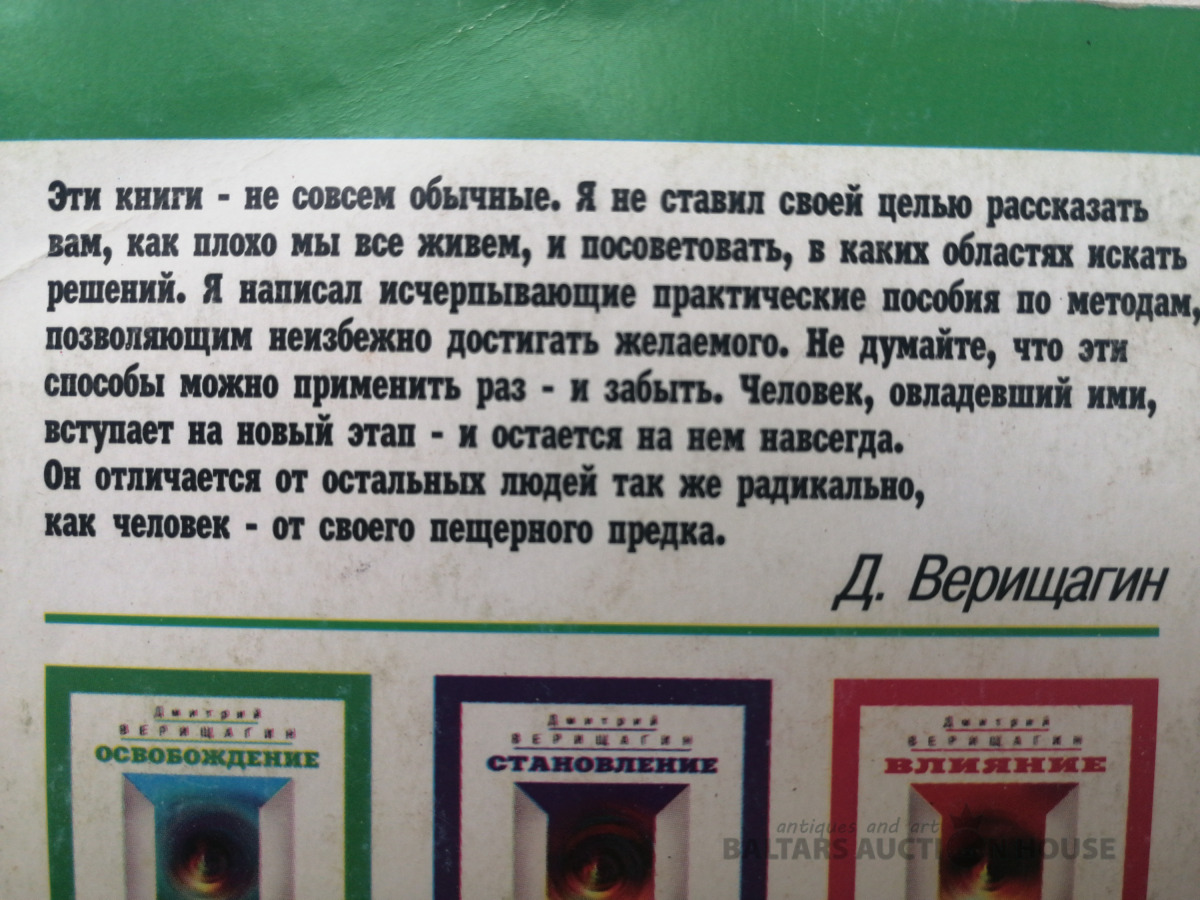 Эти книги - не совсем обычные. Я не ставил своей целью рассказать
вам, как плохо мы все живем, и посоветовать, в каких областях искать
решений. Я написал исчерпывающие практические пособия по методам,
позволяющим неизбежно достигать желаемого. Не думайте, что эти
способы можно применить раз - и забыть. Человек, овладевший ими,
вступает на новый этап - и остается на нем навсегда.
Он отличается от остальных людей так же радикально,
как человек - от своего пещерного предка.
Д. Верищагин
Дмитрий
ВЕРИЩАГИН
ОСВОБОЖДЕНИЕ
Дмитрий
ВЕРИЩАГИН
СТАНОВЛЕНИЕ
Дмитрий
ВЕРИЩАГИН
ВЛИЯНИЕ
antiques and art
BALTARS AUCTION HOUSE